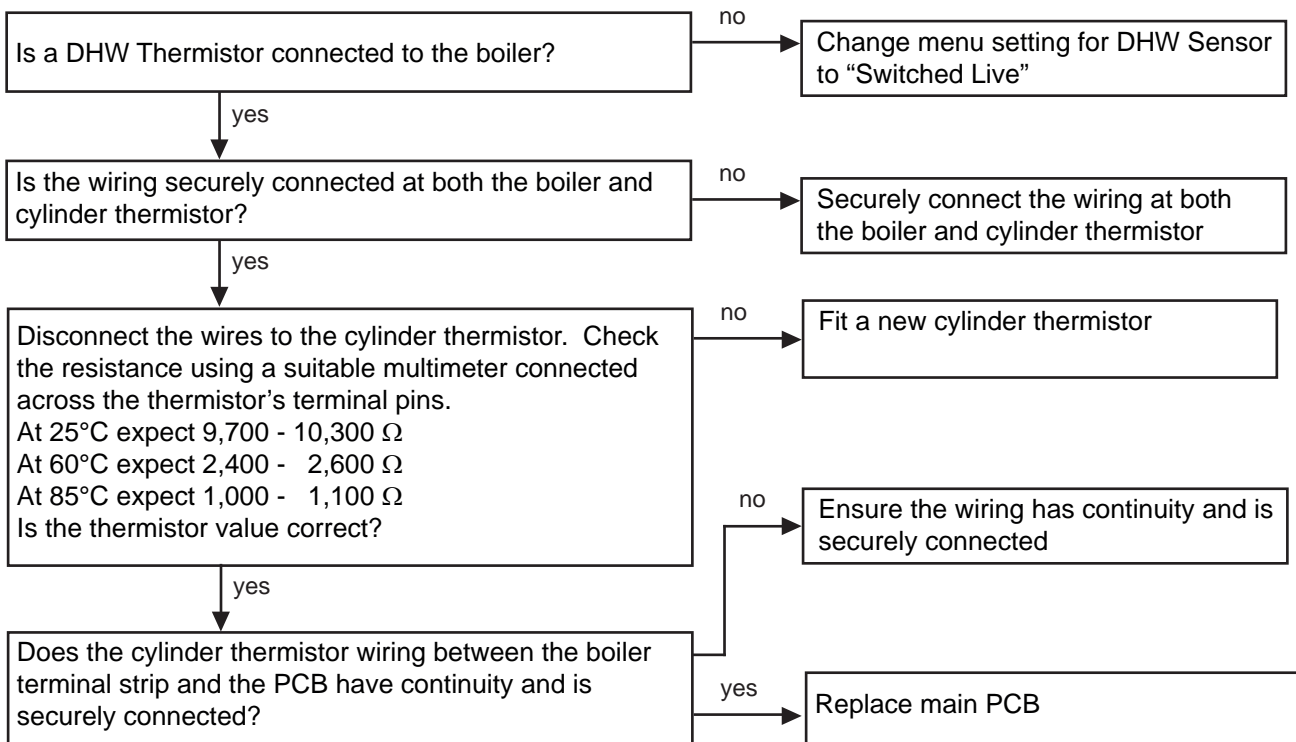 Is a DHW Thermistor connected to the boiler?
no
Change menu setting for DHW Sensor
to “Switched Live”
yes
Is the wiring securely connected at both the boiler and
cylinder thermistor?
no
Securely connect the wiring at both
the boiler and cylinder thermistor
yes
Disconnect the wires to the cylinder thermistor.  Check
the resistance using a suitable multimeter connected
across the thermistor’s terminal pins.
At 25°C expect 9,700 - 10,300 Ω
At 60°C expect 2,400 -   2,600 Ω
At 85°C expect 1,000 -   1,100 Ω
Is the thermistor value correct?
no
Fit a new cylinder thermistor
yes
Does the cylinder thermistor wiring between the boiler
terminal strip and the PCB have continuity and is
securely connected?
no
Ensure the wiring has continuity and is
securely connected
yes
Replace main PCB